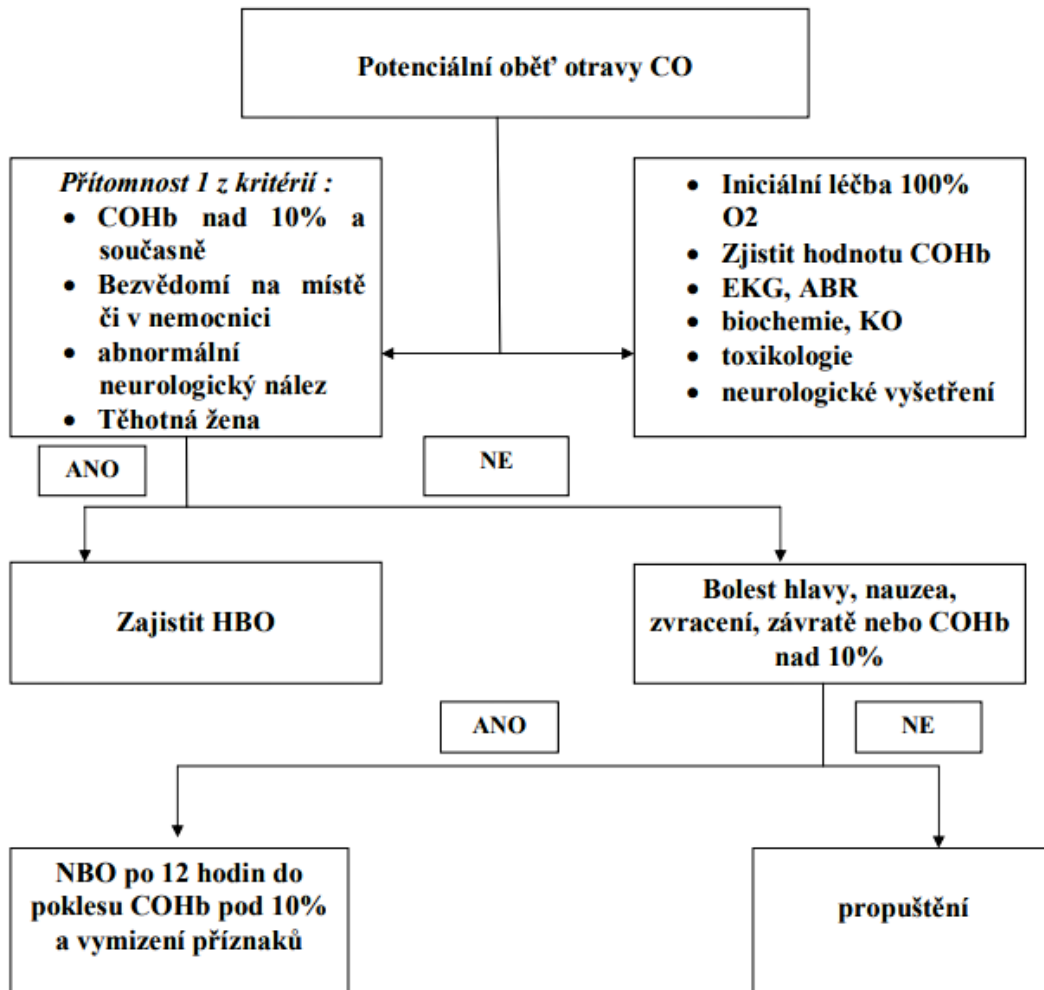 Potenciální oběť otravy CO
Přítomnost 1 z kritérií :
• COHb nad 10% a
současně
• Bezvědomí na místě
či v nemocnici
• abnormální
neurologický nález
• Těhotná žena
• Iniciální léčba 100%
O2
• Zjistit hodnotu COHb
• EKG, ABR
• biochemie, KO
• toxikologie
• neurologické vyšetření
ANO
NE
Zajistit HBO
Bolest hlavy, nauzea,
zvracení, závratě nebo COHb
nad 10%
ANO
NE
NBO po 12 hodin do
poklesu COHb pod 10%
a vymizení příznaků
propuštění